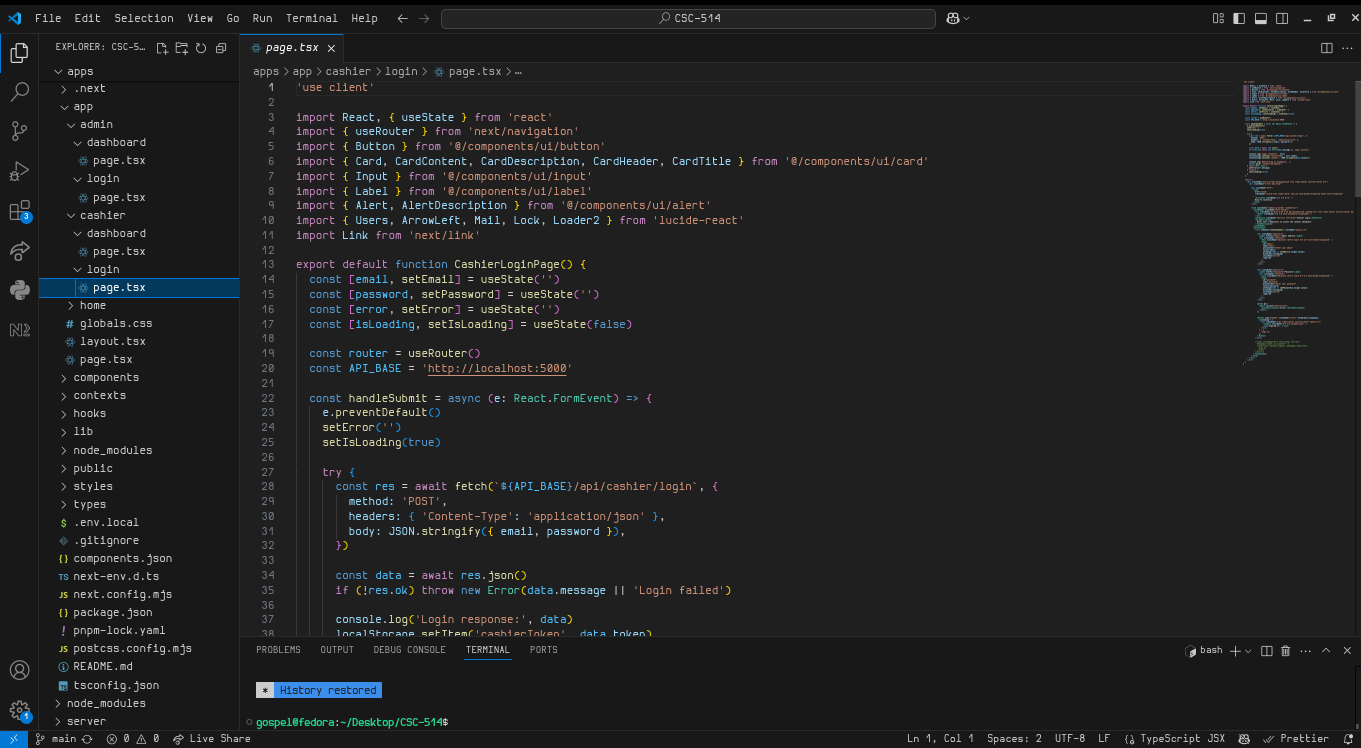 File Edit Selection View Go Run Terminal Help CSC-514
EXPLORER: CSC-5...
apps
.next
app
admin
dashboard
page.tsx
login
page.tsx
cashier
dashboard
page.tsx
login
page.tsx
home
# globals.css
layout.tsx
page.tsx
components
contexts
hooks
lib
node_modules
public
styles
types
$ .env.local
.gitignore
{} components.json
TS next-env.d.ts
JS next.config.mjs
{} package.json
! pnpm-lock.yaml
JS postcss.config.mjs
README.md
tsconfig.json
node_modules
server
3
1
page.tsx
apps > app > cashier > login > page.tsx > ...
1 'use client'
2
3 import React, { useState } from 'react'
4 import { useRouter } from 'next/navigation'
5 import { Button } from '@/components/ui/button'
6 import { Card, CardContent, CardDescription, CardHeader, CardTitle } from '@/components/ui/card'
7 import { Input } from '@/components/ui/input'
8 import { Label } from '@/components/ui/label'
9 import { Alert, AlertDescription } from '@/components/ui/alert'
10 import { Users, ArrowLeft, Mail, Lock, Loader2 } from 'lucide-react'
11 import Link from 'next/link'
12
13 export default function CashierLoginPage() {
14 const [email, setEmail] = useState('')
15 const [password, setPassword] = useState('')
16 const [error, setError] = useState('')
17 const [isLoading, setIsLoading] = useState(false)
18
19 const router = useRouter()
20 const API_BASE = 'http://localhost:5000'
21
22 const handleSubmit = async (e: React.FormEvent) => {
23 e.preventDefault()
24 setError('')
25 setIsLoading(true)
26
27 try {
28 const res = await fetch(`${API_BASE}/api/cashier/login`, {
29 method: 'POST',
30 headers: { 'Content-Type': 'application/json' },
31 body: JSON.stringify({ email, password }),
32 })
33
34 const data = await res.json()
35 if (!res.ok) throw new Error(data.message || 'Login failed')
36
37 console.log('Login response:', data)
38 localStorage.setItem('cashierToken', data.token)
PROBLEMS OUTPUT DEBUG CONSOLE TERMINAL PORTS
bash
* History restored
gospel@fedora:~/Desktop/CSC-514$
main 0 0 Live Share Ln 1, Col 1 Spaces: 2 UTF-8 LF {} TypeScript JSX Prettier